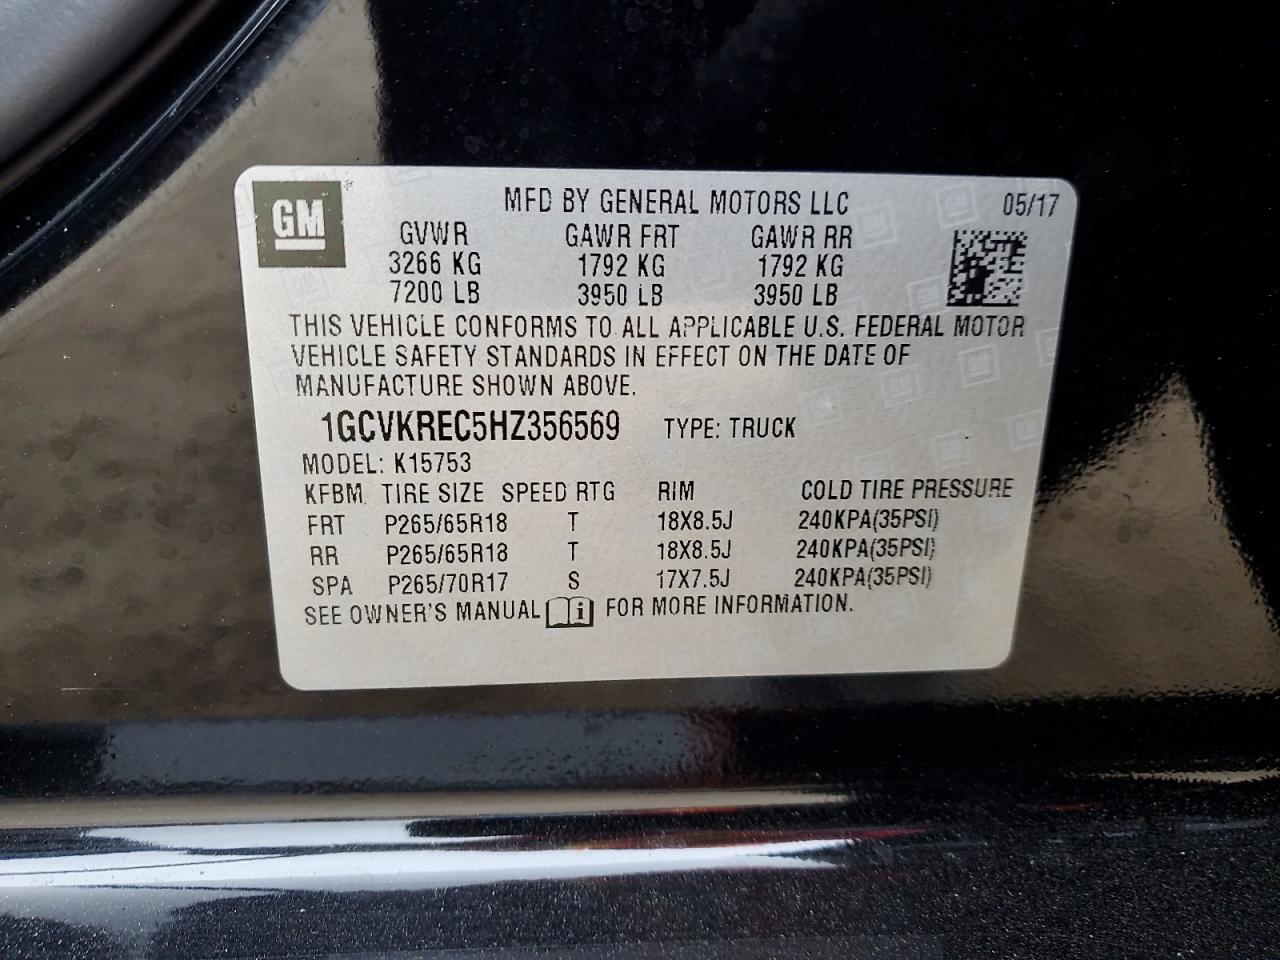 GM
MFD BY GENERAL MOTORS LLC 05/17
GVWR GAWR FRT GAWR RR
3266 KG 1792 KG 1792 KG
7200 LB 3950 LB 3950 LB
THIS VEHICLE CONFORMS TO ALL APPLICABLE U.S. FEDERAL MOTOR
VEHICLE SAFETY STANDARDS IN EFFECT ON THE DATE OF
MANUFACTURE SHOWN ABOVE.
1GCVKREC5HZ356569 TYPE: TRUCK
MODEL: K15753
KFBM TIRE SIZE SPEED RTG RIM COLD TIRE PRESSURE
FRT P265/65R18 T 18X8.5J 240KPA(35PSI)
RR P265/65R18 T 18X8.5J 240KPA(35PSI)
SPA P265/70R17 S 17X7.5J 240KPA(35PSI)
SEE OWNER'S MANUAL i FOR MORE INFORMATION.